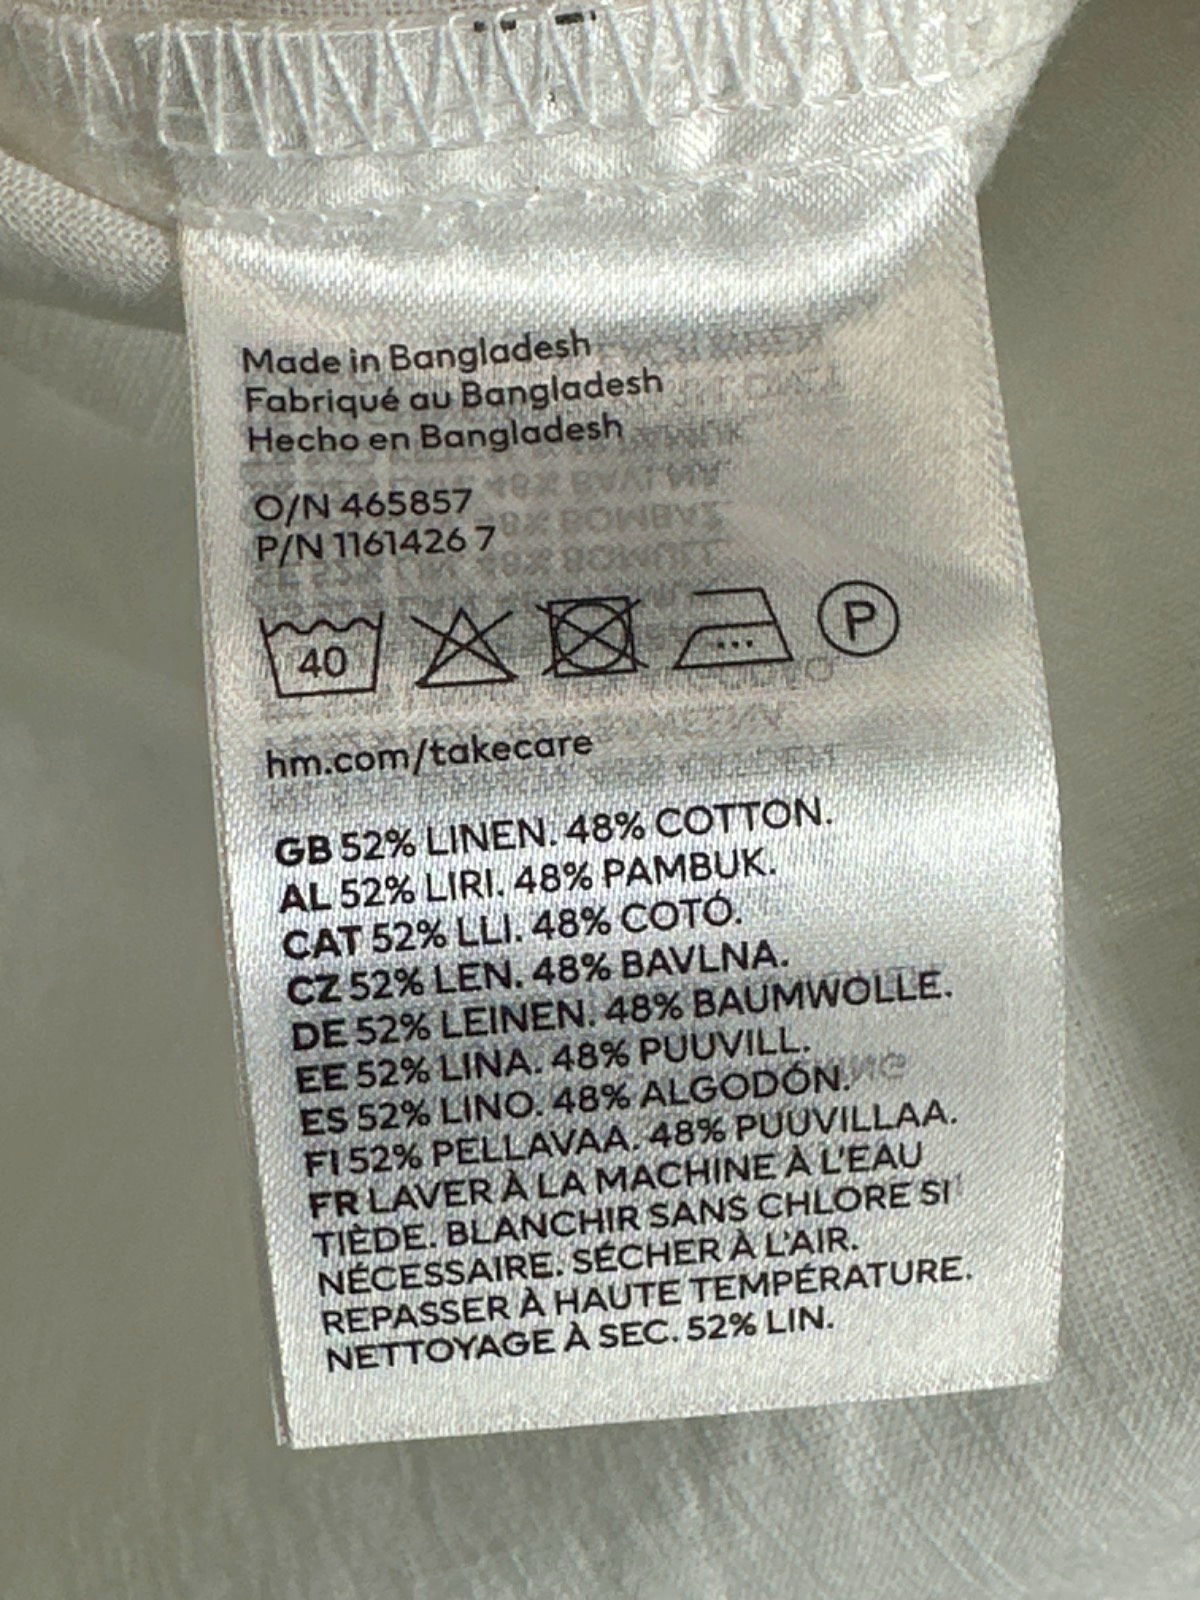 Made in Bangladesh
Fabriqué au Bangladesh
Hecho en Bangladesh
O/N 465857
P/N 1161426 7
40 P
hm.com/takecare
GB 52% LINEN. 48% COTTON.
AL 52% LIRI. 48% PAMBUK.
CAT 52% LLI. 48% COTÓ.
CZ 52% LEN. 48% BAVLNA.
DE 52% LEINEN. 48% BAUMWOLLE.
EE 52% LINA. 48% PUUVILL.
ES 52% LINO. 48% ALGODÓN.
FI 52% PELLAVAA. 48% PUUVILLAA.
FR LAVER À LA MACHINE À L'EAU
TIÈDE. BLANCHIR SANS CHLORE SI
NÉCESSAIRE. SÉCHER À L'AIR.
REPASSER À HAUTE TEMPÉRATURE.
NETTOYAGE À SEC. 52% LIN.